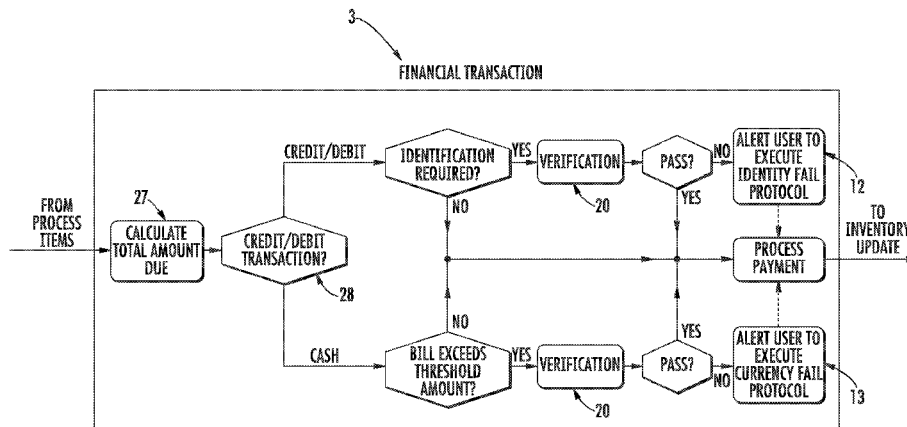 3
FINANCIAL TRANSACTION
FROM
PROCESS
ITEMS
27
CALCULATE
TOTAL AMOUNT
DUE
CREDIT/DEBIT
TRANSACTION?
28
CREDIT/DEBIT
IDENTIFICATION
REQUIRED?
YES
NO
VERIFICATION
20
PASS?
NO
YES
ALERT USER TO
EXECUTE
IDENTITY FAIL
PROTOCOL
12
PROCESS
PAYMENT
TO
INVENTORY
UPDATE
CASH
NO
BILL EXCEEDS
THRESHOLD
AMOUNT?
YES
VERIFICATION
20
YES
PASS?
NO
ALERT USER TO
EXECUTE
CURRENCY FAIL
PROTOCOL
13